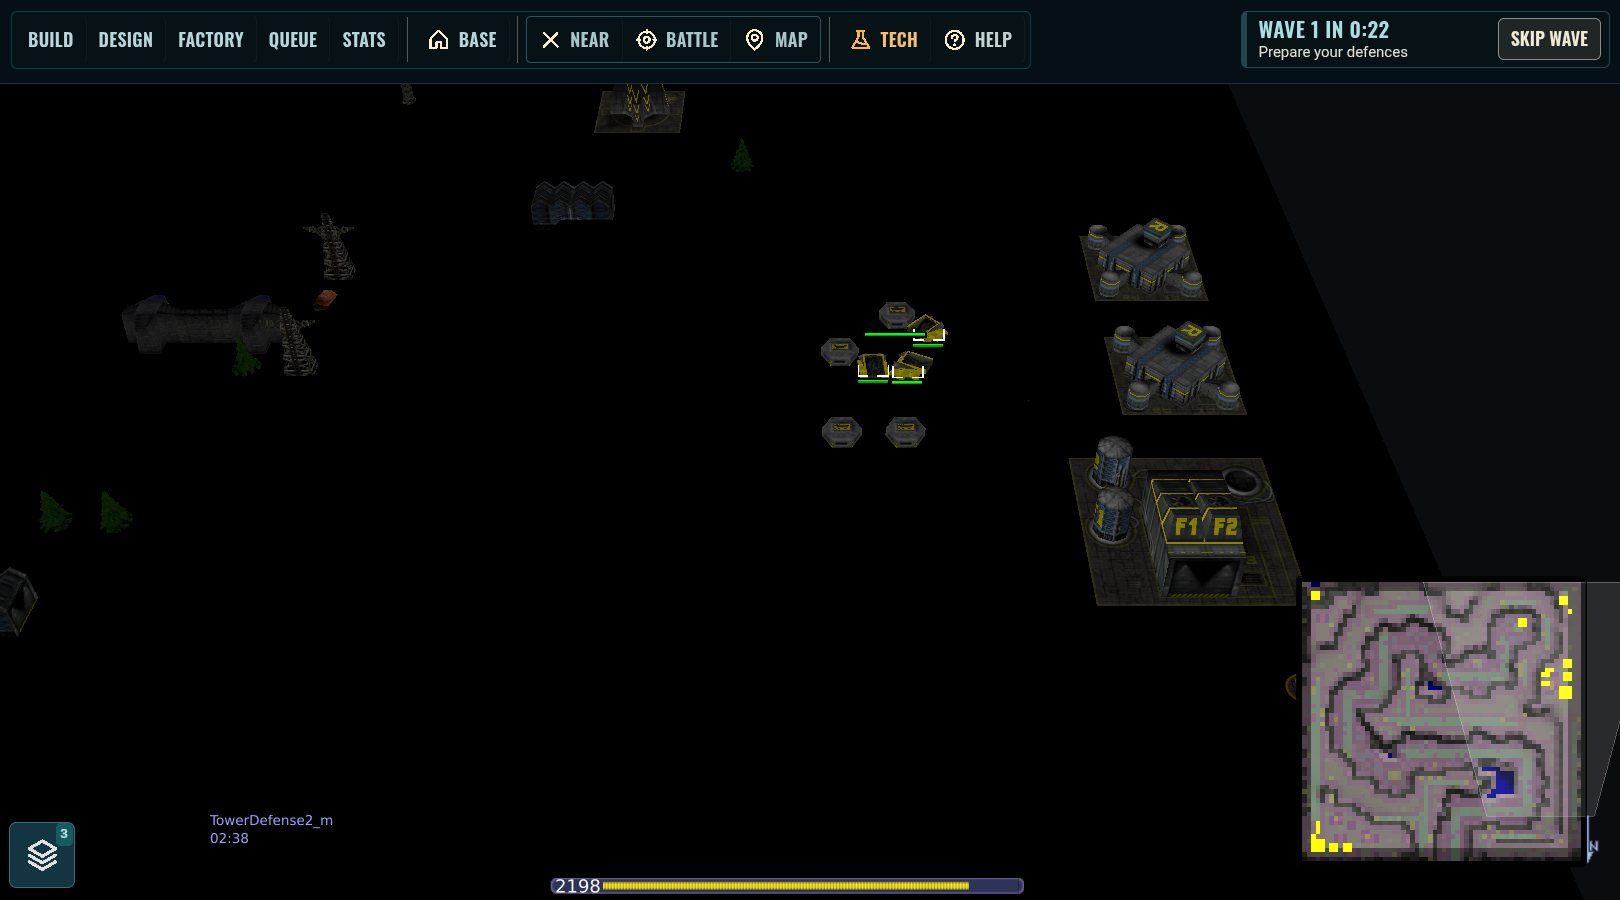 BUILD DESIGN FACTORY QUEUE STATS BASE NEAR BATTLE MAP TECH HELP
WAVE 1 IN 0:22
Prepare your defences
SKIP WAVE
R
R
F1 F2
TowerDefense2_m
02:38
3
2198
N